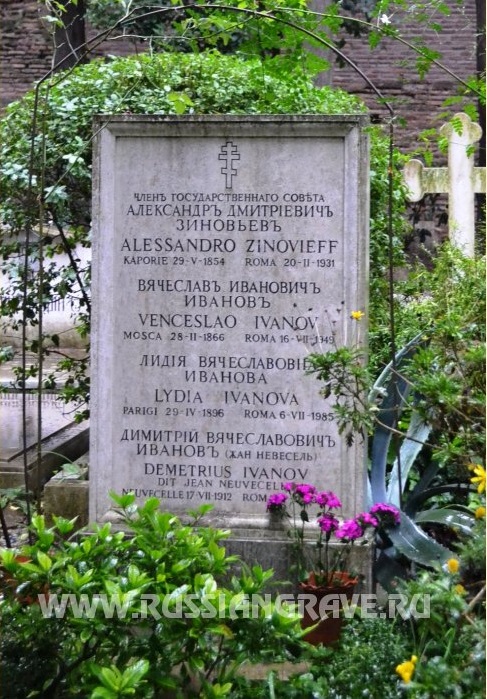 ЧЛЕНЪ ГОСУДАРСТВЕННАГО СОВѢТА
АЛЕКСАНДРЪ ДМИТРІЕВИЧЪ
ЗИНОВЬЕВЪ
ALESSANDRO ZINOVIEFF
KAPORIE 29-V-1854 ROMA 20-II-1931
ВЯЧЕСЛАВЪ ИВАНОВИЧЪ
ИВАНОВЪ
VENCESLAO IVANOV
MOSCA 28-II-1866 ROMA 16-VII-1949
ЛИДІЯ ВЯЧЕСЛАВОВНА
ИВАНОВА
LYDIA IVANOVA
PARIGI 29-IV-1896 ROMA 6-VII-1985
ДИМИТРІЙ ВЯЧЕСЛАВОВИЧЪ
ИВАНОВЪ (ЖАН НЕВЕСЕЛЬ)
DEMETRIUS IVANOV
DIT JEAN NEUVECELLE
NEUVECELLE 17-VII-1912 ROMA
WWW.RUSSIANGRAVE.RU